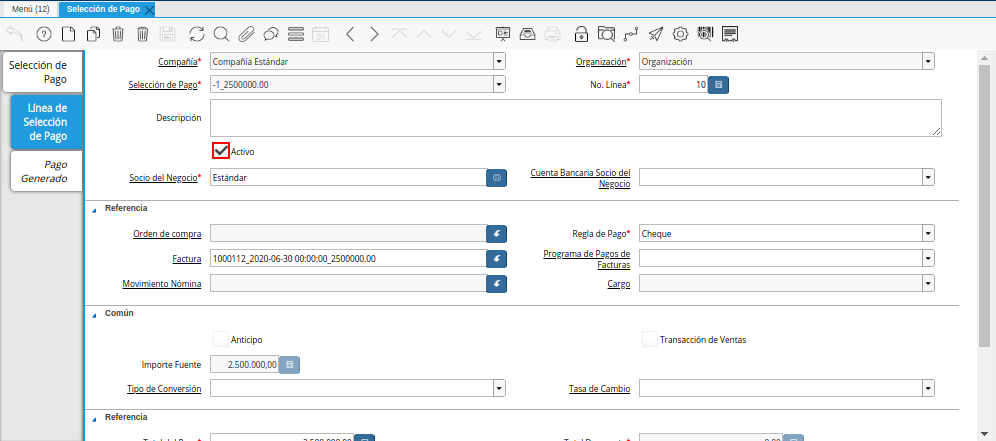 Menú (12) Selección de Pago
Selección de
Pago
Línea de
Selección
de Pago
Pago
Generado
Compañía* Compañía Estándar Organización* Organización
Selección de Pago* -1_2500000.00 No. Línea* 10
Descripción
Activo
Socio del Negocio* Estándar Cuenta Bancaria Socio del
Negocio
Referencia
Orden de compra Regla de Pago* Cheque
Factura 1000112_2020-06-30 00:00:00_2500000.00 Programa de Pagos de
Facturas
Movimiento Nómina Cargo
Común
Anticipo Transacción de Ventas
Importe Fuente 2.500.000,00
Tipo de Conversión Tasa de Cambio
Referencia